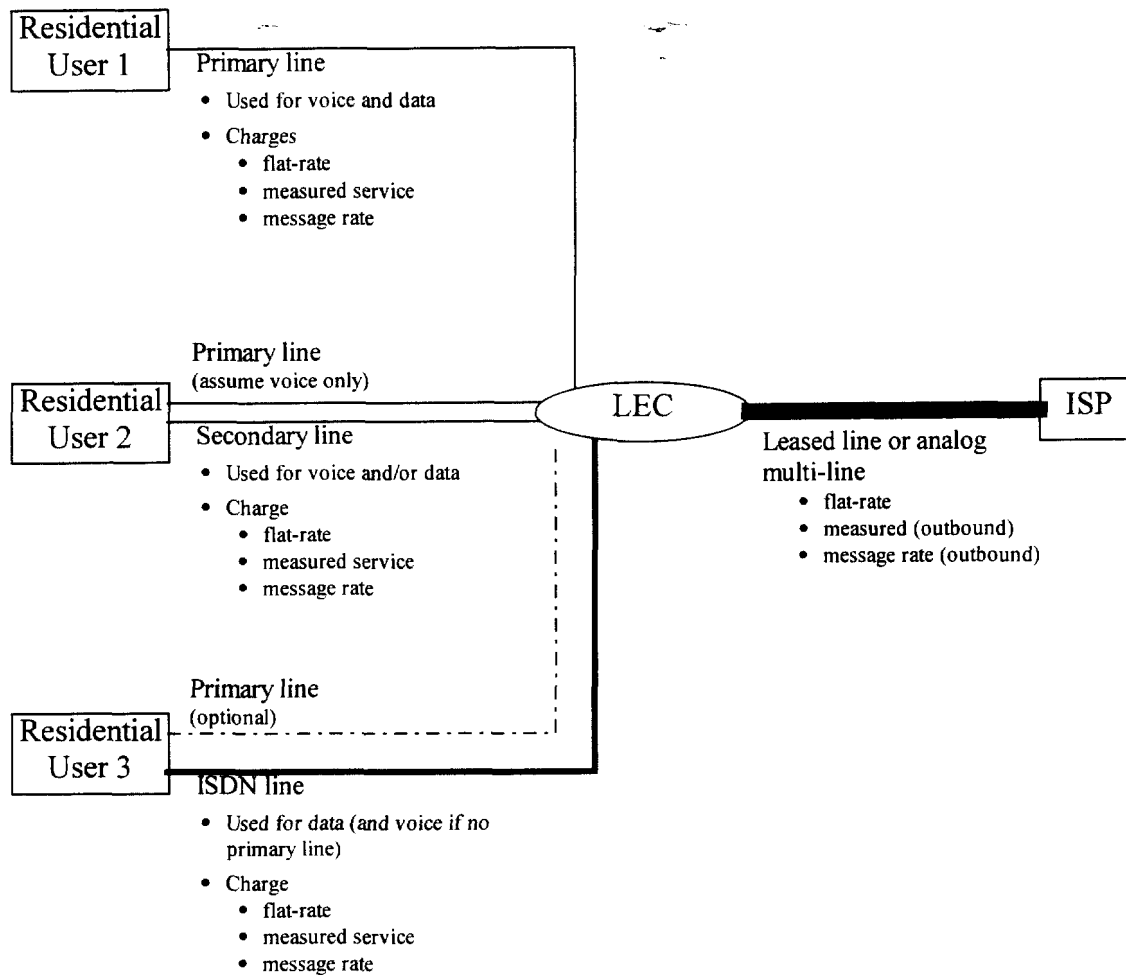 Residential
User 1
Primary line
• Used for voice and data
• Charges
• flat-rate
• measured service
• message rate
Primary line
(assume voice only)
Residential
User 2
Secondary line
• Used for voice and/or data
• Charge
• flat-rate
• measured service
• message rate
LEC
ISP
Leased line or analog
multi-line
• flat-rate
• measured (outbound)
• message rate (outbound)
Primary line
(optional)
Residential
User 3
ISDN line
• Used for data (and voice if no
primary line)
• Charge
• flat-rate
• measured service
• message rate